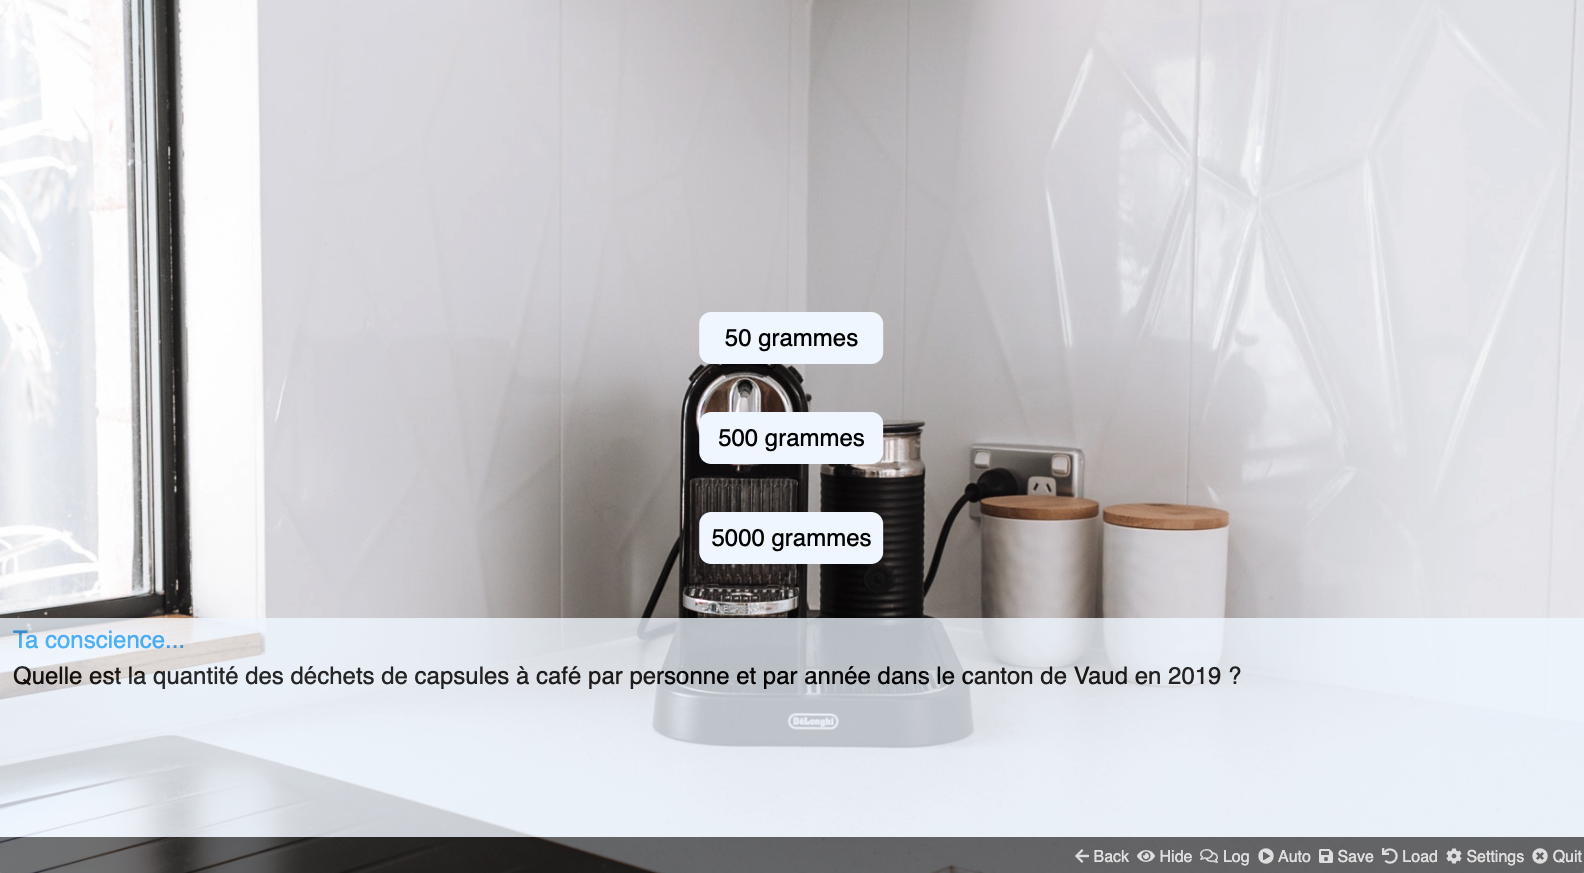 50 grammes
500 grammes
5000 grammes
Ta conscience...
Quelle est la quantité des déchets de capsules à café par personne et par année dans le canton de Vaud en 2019 ?
DeLonghi
Back Hide Log Auto Save Load Settings Quit